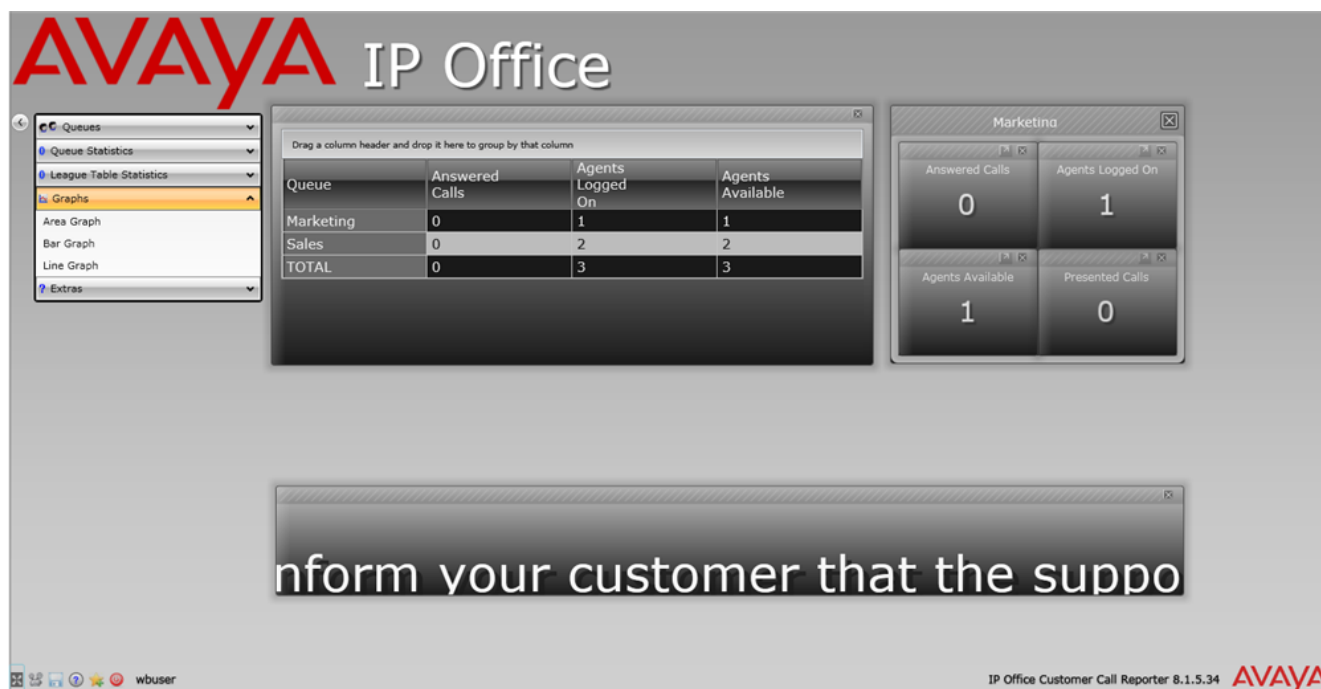 AVAYA IP Office
Queues
Queue Statistics
League Table Statistics
Graphs
Area Graph
Bar Graph
Line Graph
? Extras
Drag a column header and drop it here to group by that column
Queue Answered Calls Agents Logged On Agents Available
Marketing 0 1 1
Sales 0 2 2
TOTAL 0 3 3
Marketing
Answered Calls Agents Logged On
0 1
Agents Available Presented Calls
1 0
nform your customer that the suppo
wbuser
IP Office Customer Call Reporter 8.1.5.34 AVAYA